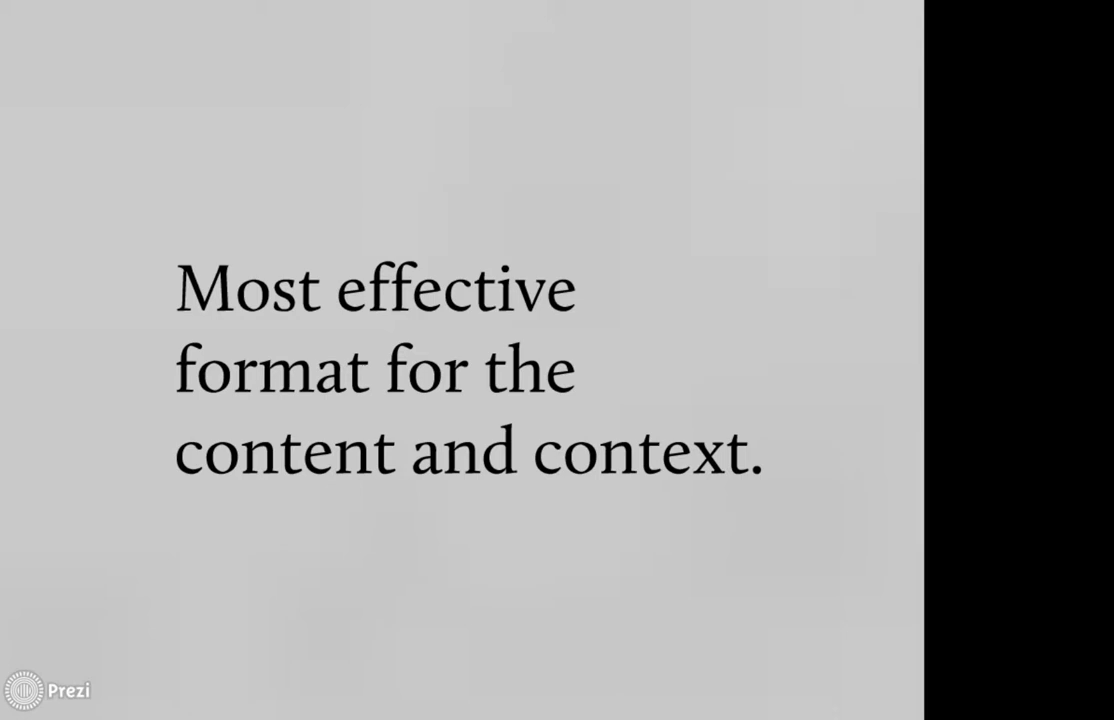 Most effective
format for the
content and context.
Prezi